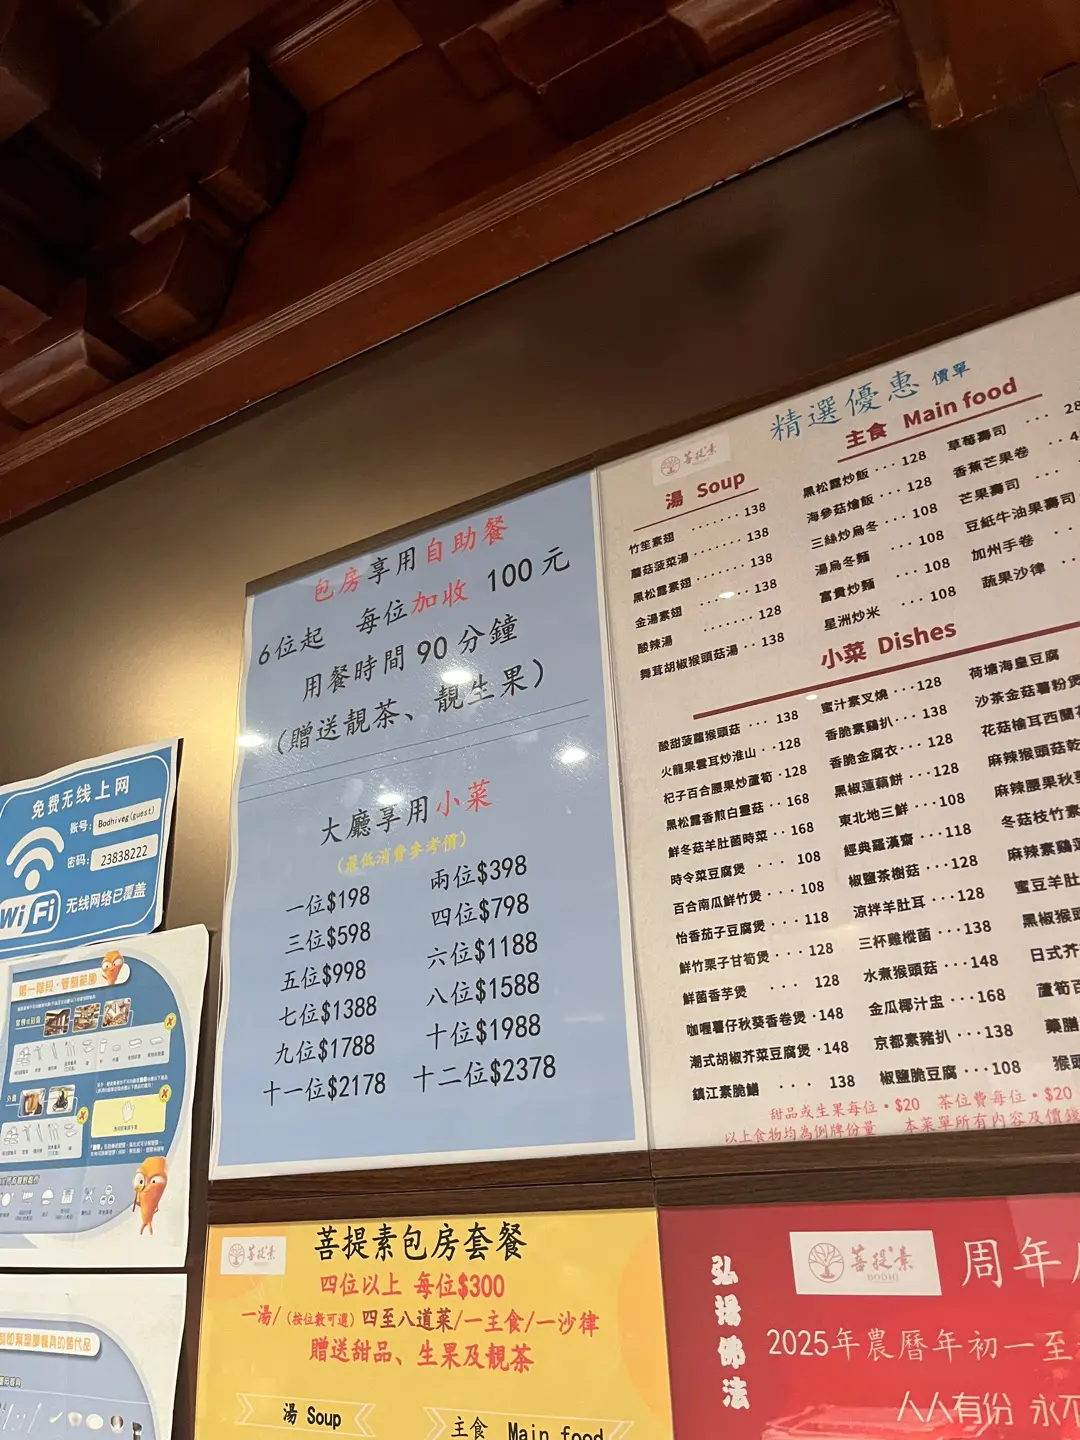 包房享用自助餐
6位起 每位加收 100 元
用餐時間 90 分鐘
(贈送靚茶、靚生果)
大廳享用小菜
(最低消費參考價)
一位$198 兩位$398
三位$598 四位$798
五位$998 六位$1188
七位$1388 八位$1588
九位$1788 十位$1988
十一位$2178 十二位$2378
精選優惠 價單
菩提素
湯 Soup
竹笙素翅 ······· 138
蘑菇菠菜湯 ······ 138
黑松露素翅 ······· 138
金湯素翅 ······· 138
酸辣湯 ······· 128
舞茸胡椒猴頭菇湯 ·· 138
主食 Main food
黑松露炒飯 ··· 128
海參菇燴飯 ··· 128
三絲炒烏冬 ··· 108
湯烏冬麵 ··· 108
富貴炒麵 ··· 108
星洲炒米 ··· 108
草莓壽司 ···
香蕉芒果卷 ··
芒果壽司 ···
豆紙牛油果壽司
加州手卷 ··
蔬果沙律 ··
小菜 Dishes
酸甜菠蘿猴頭菇 ··· 138
火龍果雲耳炒淮山 ··128
杞子百合腰果炒蘆筍 ·128
黑松露香煎白靈菇 ·· 168
鮮冬菇羊肚菌時菜 ·· 168
時令菜豆腐煲 ··· 108
百合南瓜鮮竹煲 ·· 108
怡香茄子豆腐煲 ·· 118
鮮竹栗子甘筍煲 ··· 128
鮮菌香芋煲 ···· 128
咖喱薯仔秋葵香卷煲 ·148
潮式胡椒芥菜豆腐煲 ·148
鎮江素脆鱔 ··· 138
蜜汁素叉燒 ···128
香脆素鷄扒 ···138
香脆金腐衣 ···128
黑椒蓮藕餅 ···128
東北地三鮮 ···108
經典羅漢齋 ···118
椒鹽茶樹菇 ···128
涼拌羊肚耳 ···128
三杯雞樅菌 ···138
水煮猴頭菇 ···148
金瓜椰汁盅 ···168
京都素豬扒 ···138
椒鹽脆豆腐 ···108
荷塘海皇豆腐
沙茶金菇薯粉煲
花菇榆耳西蘭花
麻辣猴頭菇乾
麻辣腰果秋葵
冬菇枝竹素
麻辣素鷄
蜜豆羊肚
黑椒猴頭
日式芥
蘆筍百
藥膳
猴頭
甜品或生果每位·$20 茶位費每位·$20
以上食物均為例牌份量 本菜單所有內容及價錢
免费无线上网
账号: Bodhiveg(guest)
密码: 23838222
WiFi 无线网络已覆盖
第一階段·管制範圍
菩提素
菩提素包房套餐
四位以上 每位$300
一湯/(按位數可選) 四至八道菜/一主食/一沙律
贈送甜品、生果及靚茶
湯 Soup
主食 Main food
弘揚佛法
菩提素
BODHI
周年
2025年農曆年初一至
人人有份 永不